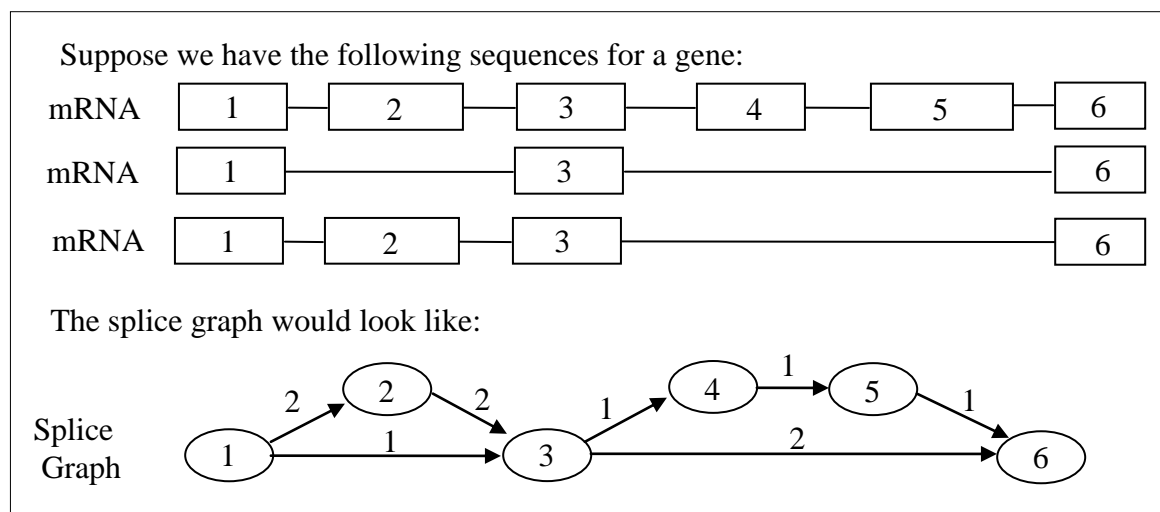 Suppose we have the following sequences for a gene:
mRNA 1 2 3 4 5 6
mRNA 1 3 6
mRNA 1 2 3 6
The splice graph would look like:
1
2 2 2 1 4 5 1
Splice Graph 1 1 3 2 6